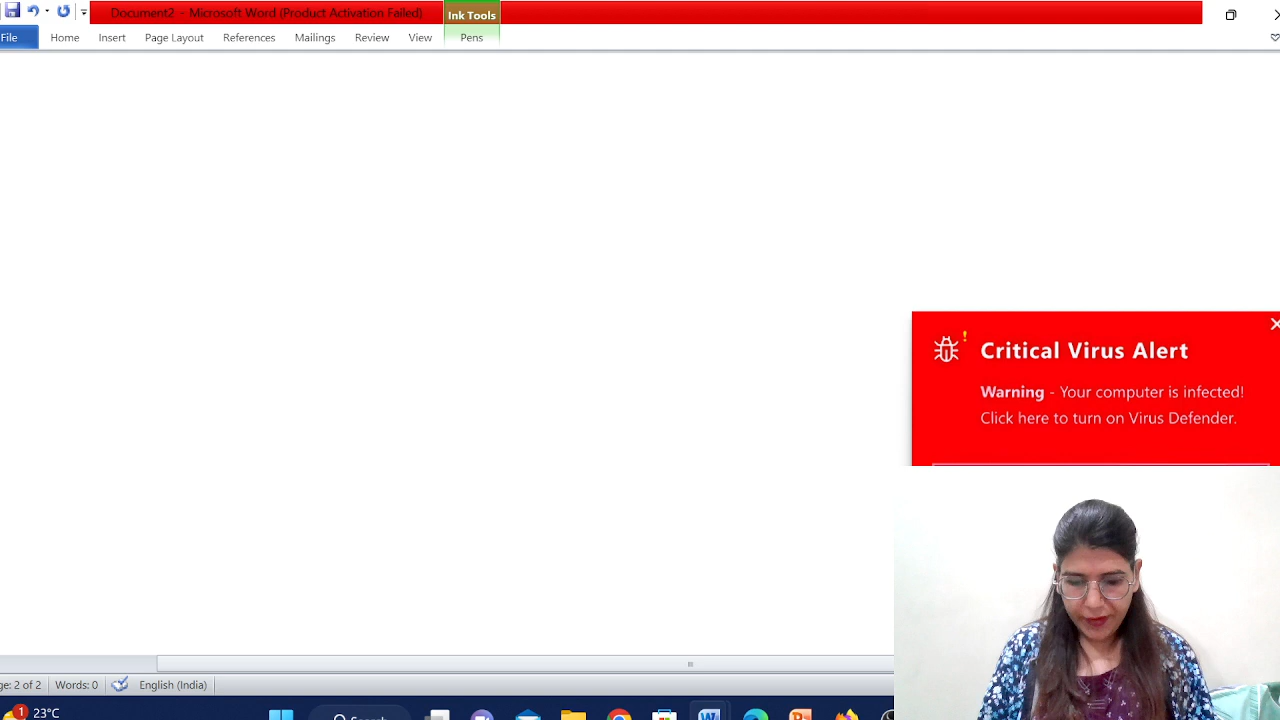 Document2 - Microsoft Word (Product Activation Failed)
Ink Tools
File Home Insert Page Layout References Mailings Review View Pens
Critical Virus Alert
Warning - Your computer is infected!
Click here to turn on Virus Defender.
ge: 2 of 2 Words: 0 English (India)
1 23°C
Search